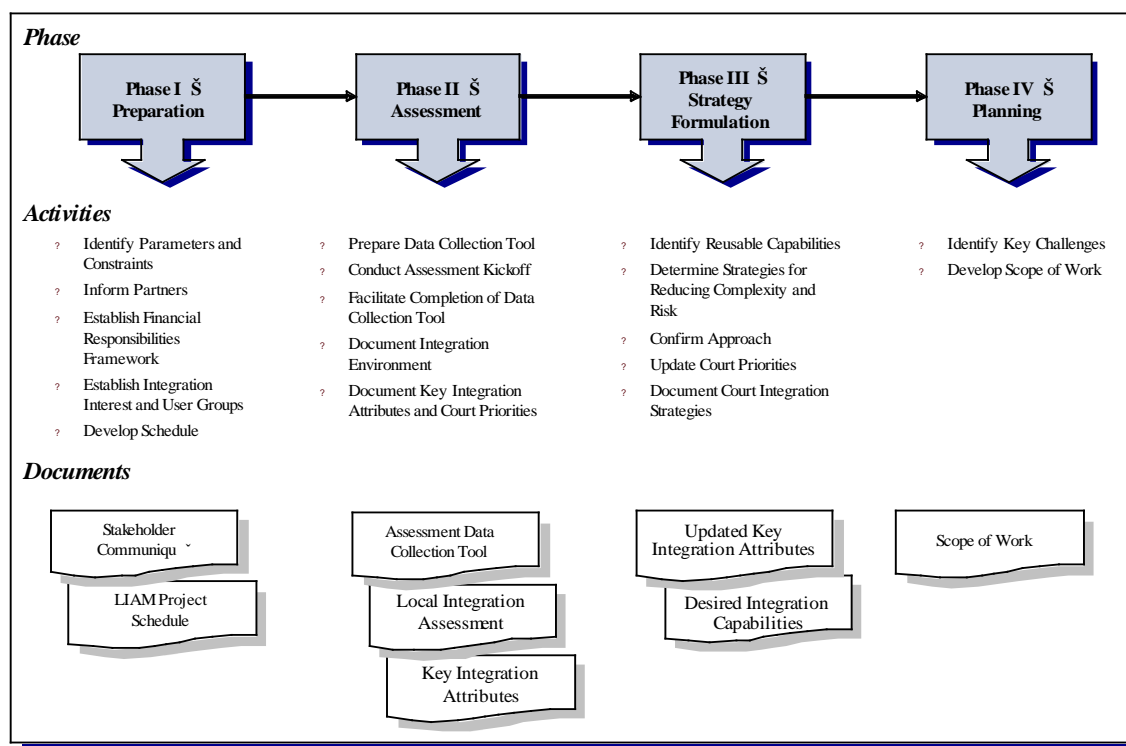 Phase
Phase I Š
Preparation
Phase II Š
Assessment
Phase III Š
Strategy
Formulation
Phase IV Š
Planning
Activities
? Identify Parameters and
Constraints
? Inform Partners
? Establish Financial
Responsibilities
Framework
? Establish Integration
Interest and User Groups
? Develop Schedule
? Prepare Data Collection Tool
? Conduct Assessment Kickoff
? Facilitate Completion of Data
Collection Tool
? Document Integration
Environment
? Document Key Integration
Attributes and Court Priorities
? Identify Reusable Capabilities
? Determine Strategies for
Reducing Complexity and
Risk
? Confirm Approach
? Update Court Priorities
? Document Court Integration
Strategies
? Identify Key Challenges
? Develop Scope of Work
Documents
Stakeholder
Communiqu ˇ
LIAM Project
Schedule
Assessment Data
Collection Tool
Local Integration
Assessment
Key Integration
Attributes
Updated Key
Integration Attributes
Desired Integration
Capabilities
Scope of Work